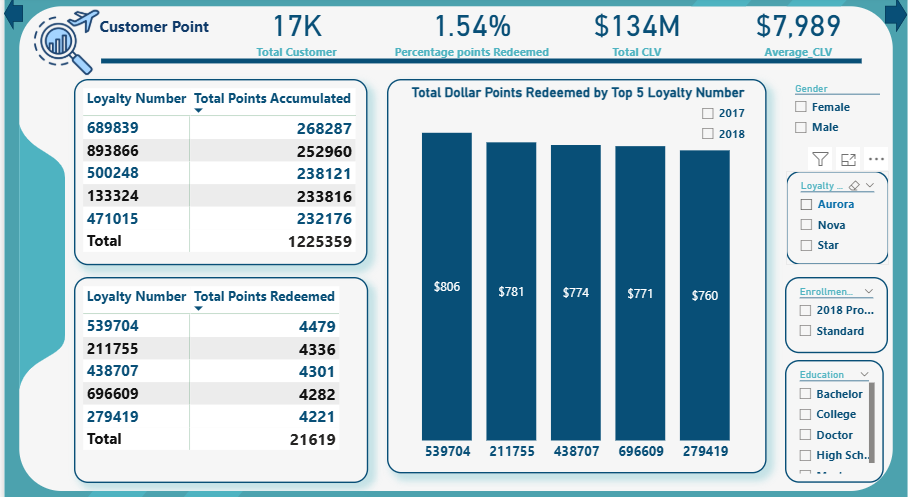 Customer Point
17K
Total Customer
1.54%
Percentage points Redeemed
$134M
Total CLV
$7,989
Average_CLV
Loyalty Number Total Points Accumulated
689839 268287
893866 252960
500248 238121
133324 233816
471015 232176
Total 1225359
Loyalty Number Total Points Redeemed
539704 4479
211755 4336
438707 4301
696609 4282
279419 4221
Total 21619
Total Dollar Points Redeemed by Top 5 Loyalty Number
2017
2018
$806 $781 $774 $771 $760
539704 211755 438707 696609 279419
Gender
Female
Male
Loyalty ...
Aurora
Nova
Star
Enrollmen...
2018 Pro...
Standard
Education
Bachelor
College
Doctor
High Sch...